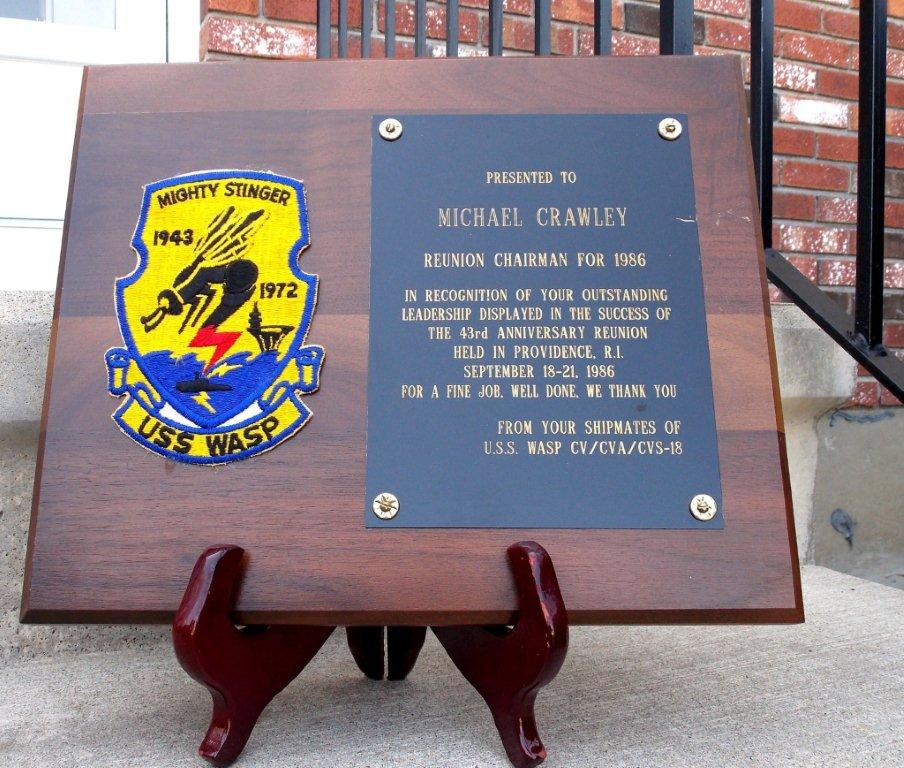 MIGHTY STINGER
1943
1972
USS WASP
PRESENTED TO
MICHAEL CRAWLEY
REUNION CHAIRMAN FOR 1986
IN RECOGNITION OF YOUR OUTSTANDING
LEADERSHIP DISPLAYED IN THE SUCCESS OF
THE 43rd ANNIVERSARY REUNION
HELD IN PROVIDENCE, R.I.
SEPTEMBER 18-21, 1986
FOR A FINE JOB, WELL DONE, WE THANK YOU
FROM YOUR SHIPMATES OF
U.S.S. WASP CV/CVA/CVS-18